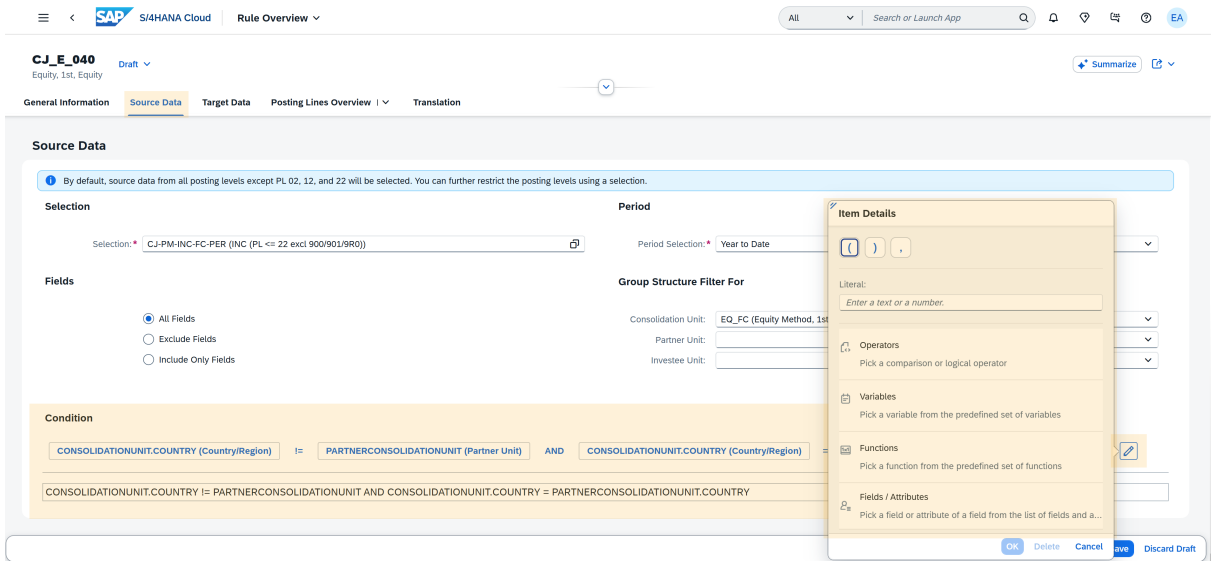 SAP S/4HANA Cloud Rule Overview All Search or Launch App EA
CJ_E_040 Draft Summarize
Equity, 1st, Equity
General Information Source Data Target Data Posting Lines Overview Translation
Source Data
By default, source data from all posting levels except PL 02, 12, and 22 will be selected. You can further restrict the posting levels using a selection.
Selection
Selection:* CJ-PM-INC-FC-PER (INC (PL <= 22 excl 900/901/9R0))
Fields
All Fields
Exclude Fields
Include Only Fields
Period
Period Selection:* Year to Date
Group Structure Filter For
Consolidation Unit: EQ_FC (Equity Method, 1st
Partner Unit:
Investee Unit:
Condition
CONSOLIDATIONUNIT.COUNTRY (Country/Region) != PARTNERCONSOLIDATIONUNIT (Partner Unit) AND CONSOLIDATIONUNIT.COUNTRY (Country/Region) =
CONSOLIDATIONUNIT.COUNTRY != PARTNERCONSOLIDATIONUNIT AND CONSOLIDATIONUNIT.COUNTRY = PARTNERCONSOLIDATIONUNIT.COUNTRY
Item Details
( ) ,
Literal:
Enter a text or a number.
Operators
Pick a comparison or logical operator
Variables
Pick a variable from the predefined set of variables
Functions
Pick a function from the predefined set of functions
Fields / Attributes
Pick a field or attribute of a field from the list of fields and a...
OK Delete Cancel
ave Discard Draft